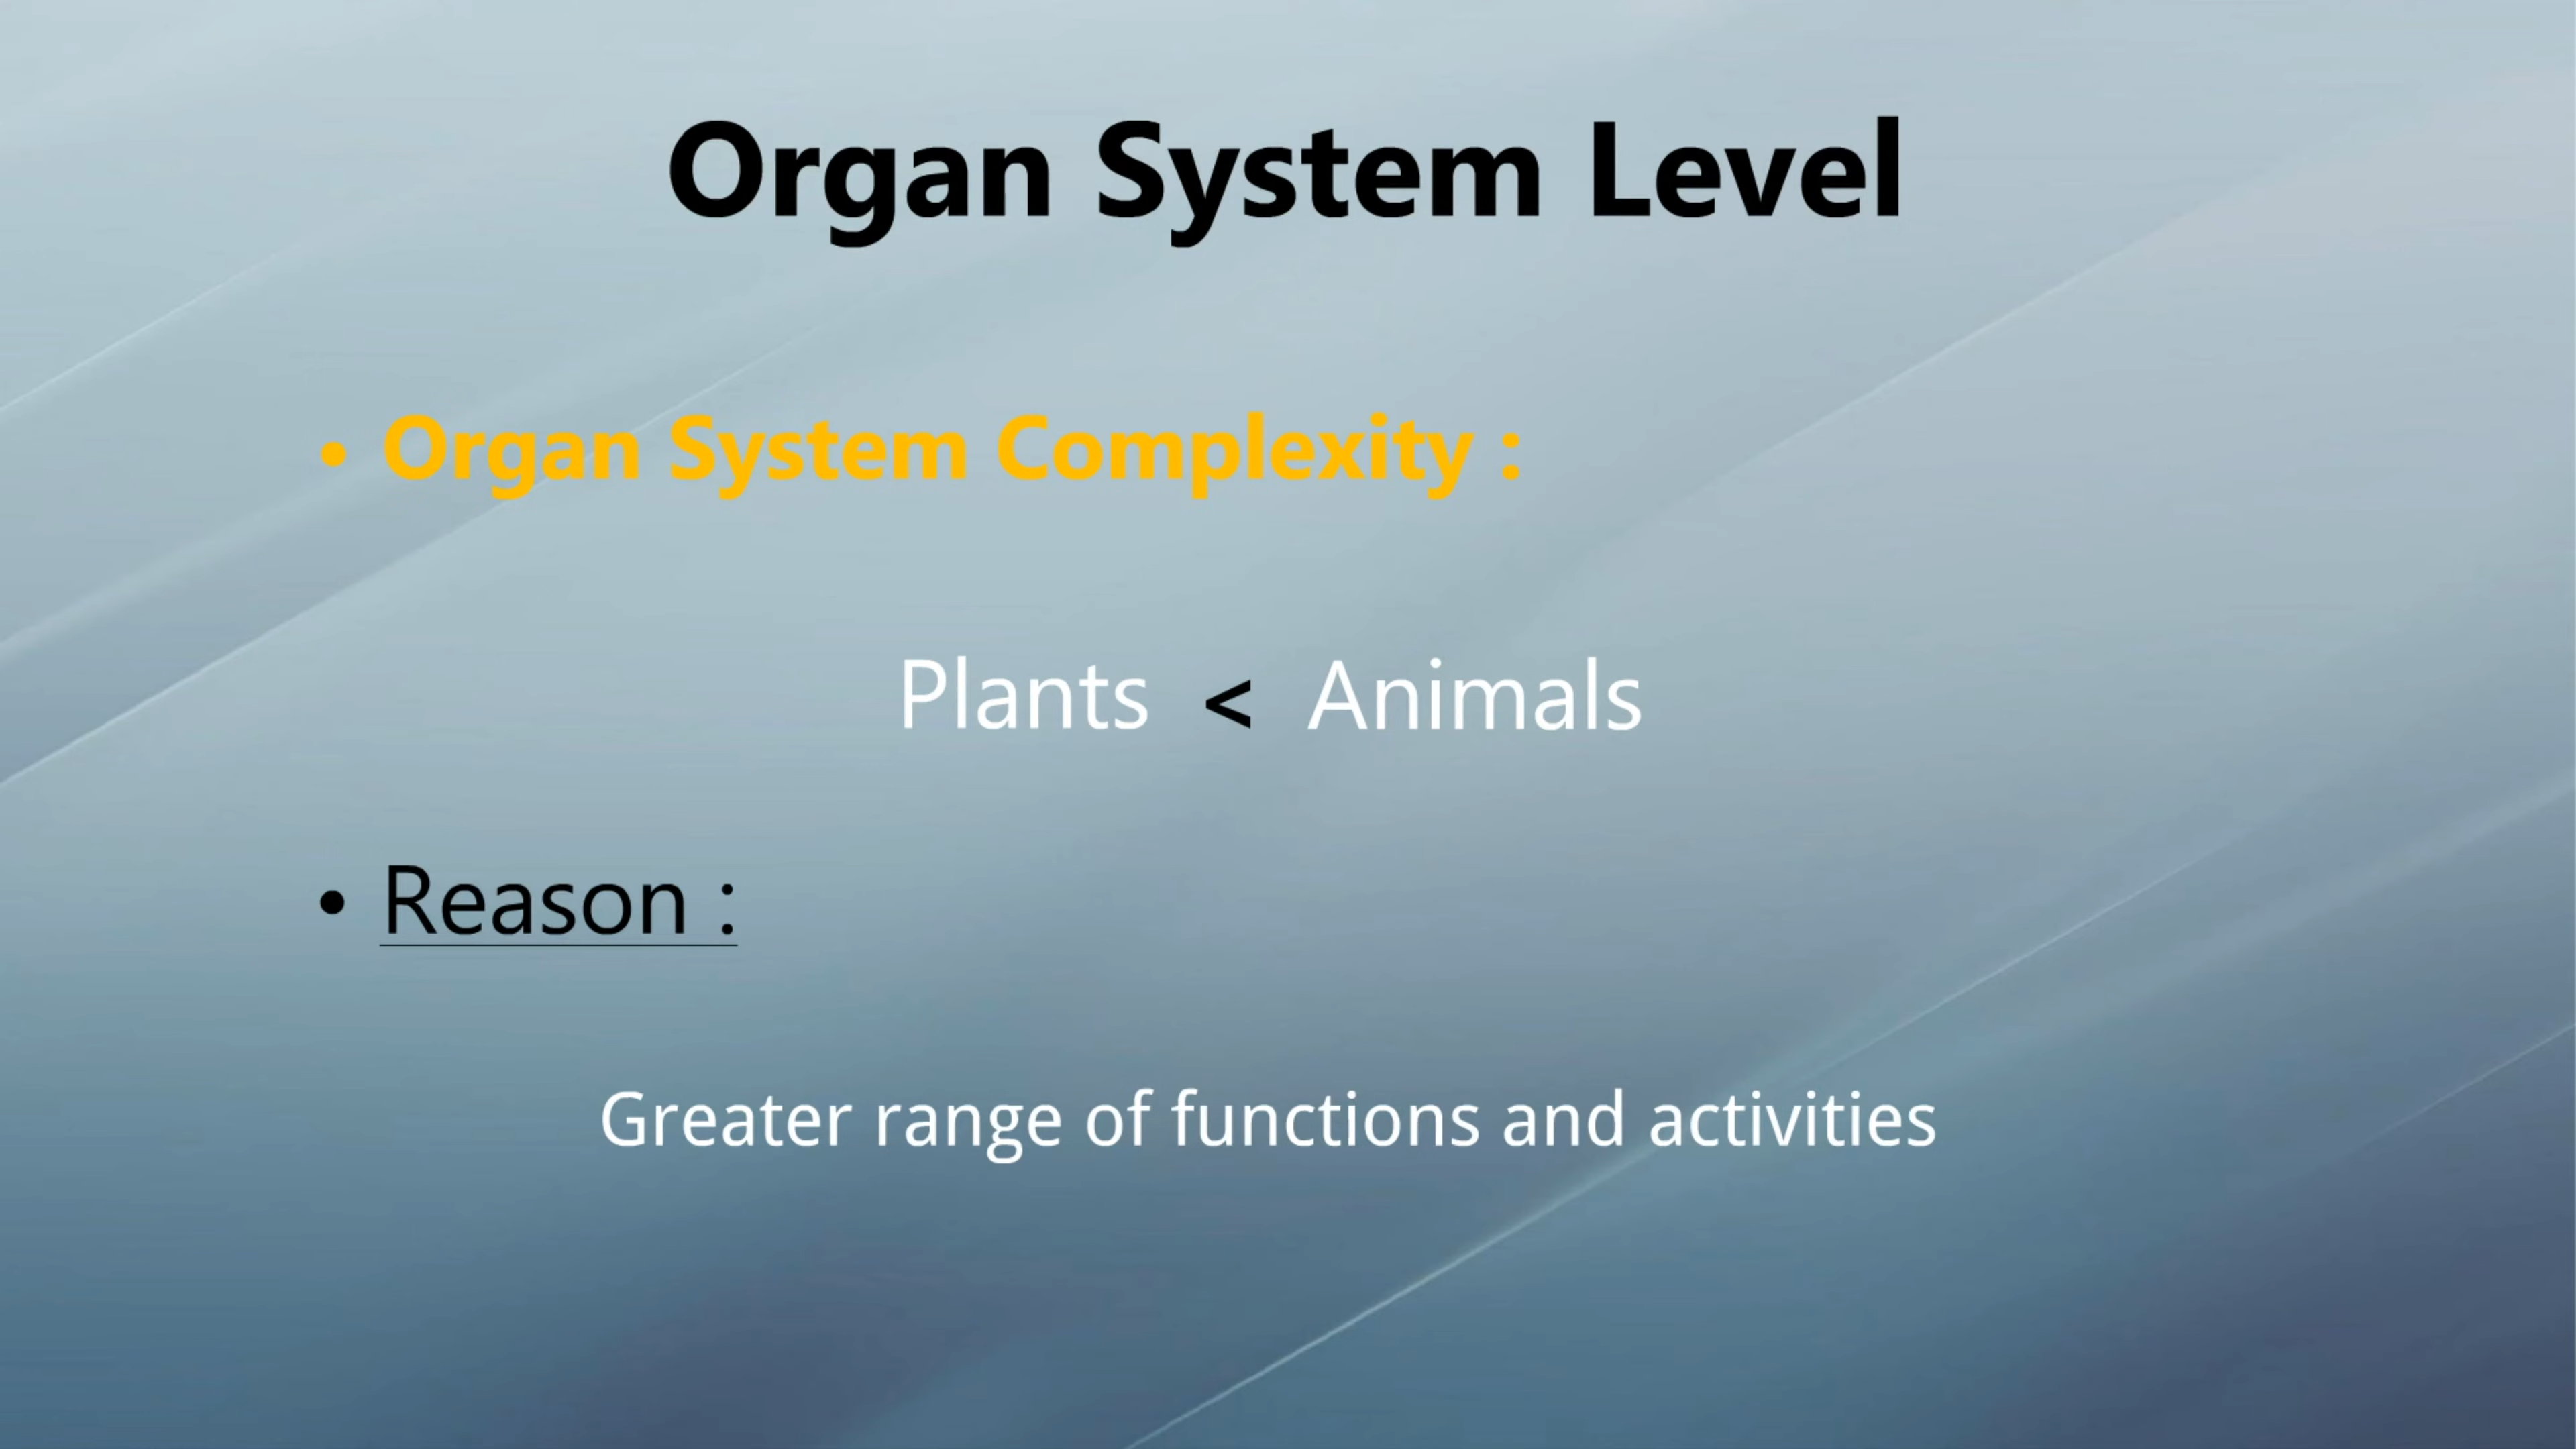 Organ System Level
• Organ System Complexity :
Plants < Animals
• Reason :
Greater range of functions and activities